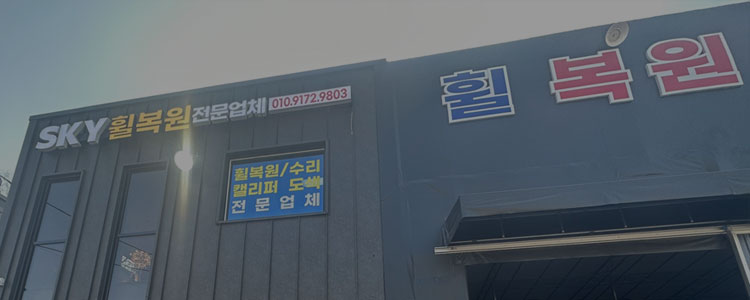 SKY휠복원전문업체 010.9172.9803
휠복원/수리
캘리퍼 도색
전문업체
휠 복원